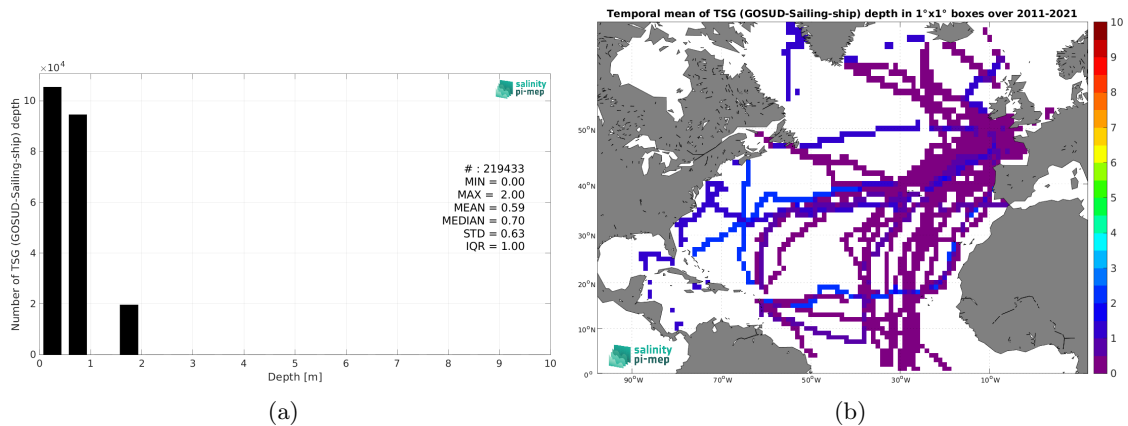 ×10⁴
10
8
6
4
2
0
Number of TSG (GOSUD-Sailing-ship) depth
salinity
pi-mep
# : 219433
MIN = 0.00
MAX = 2.00
MEAN = 0.59
MEDIAN = 0.70
STD = 0.63
IQR = 1.00
0 1 2 3 4 5 6 7 8 9 10
Depth [m]
(a)
Temporal mean of TSG (GOSUD-Sailing-ship) depth in 1°x1° boxes over 2011-2021
50°N
40°N
30°N
20°N
10°N
0°
90°W 70°W 50°W 30°W 10°W
salinity
pi-mep
10
9
8
7
6
5
4
3
2
1
0
(b)